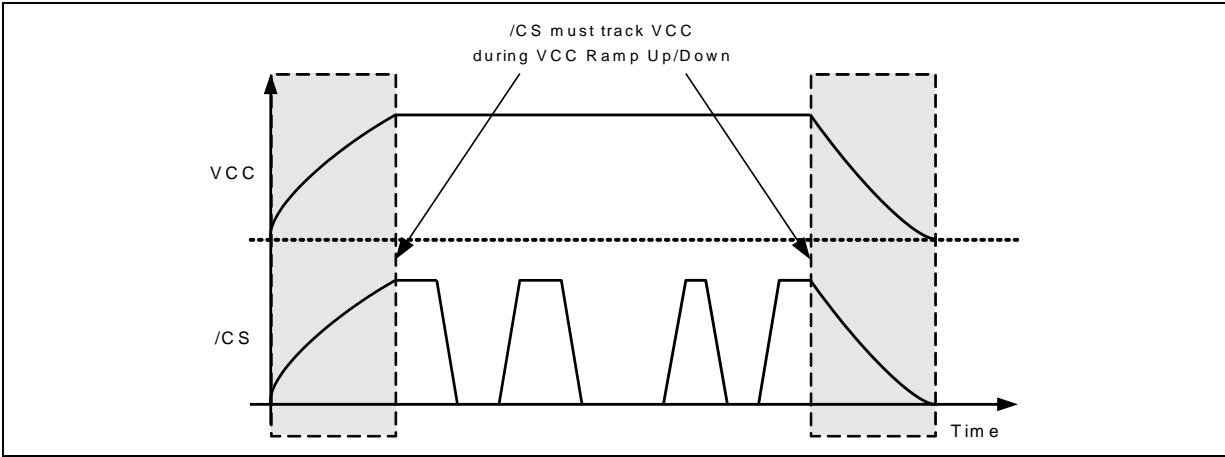 /CS must track VCC
during VCC Ramp Up/Down
VCC
/CS
Time